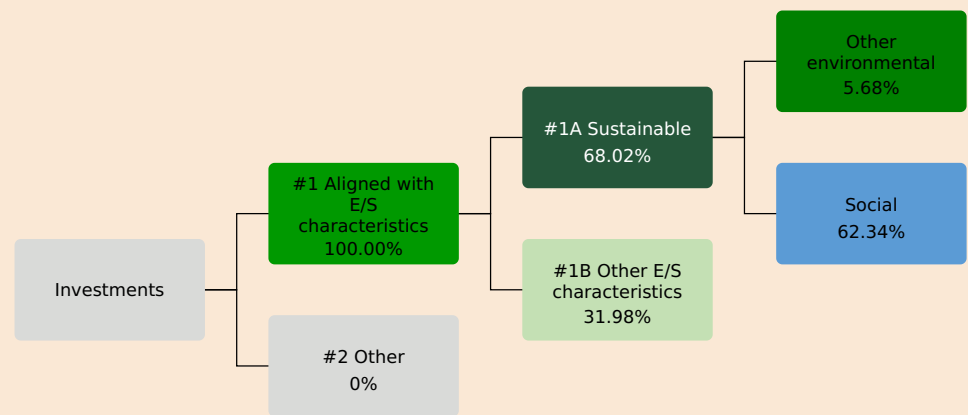 Other
environmental
5.68%
#1A Sustainable
68.02%
#1 Aligned with
E/S
characteristics
100.00%
Social
62.34%
Investments
#1B Other E/S
characteristics
31.98%
#2 Other
0%